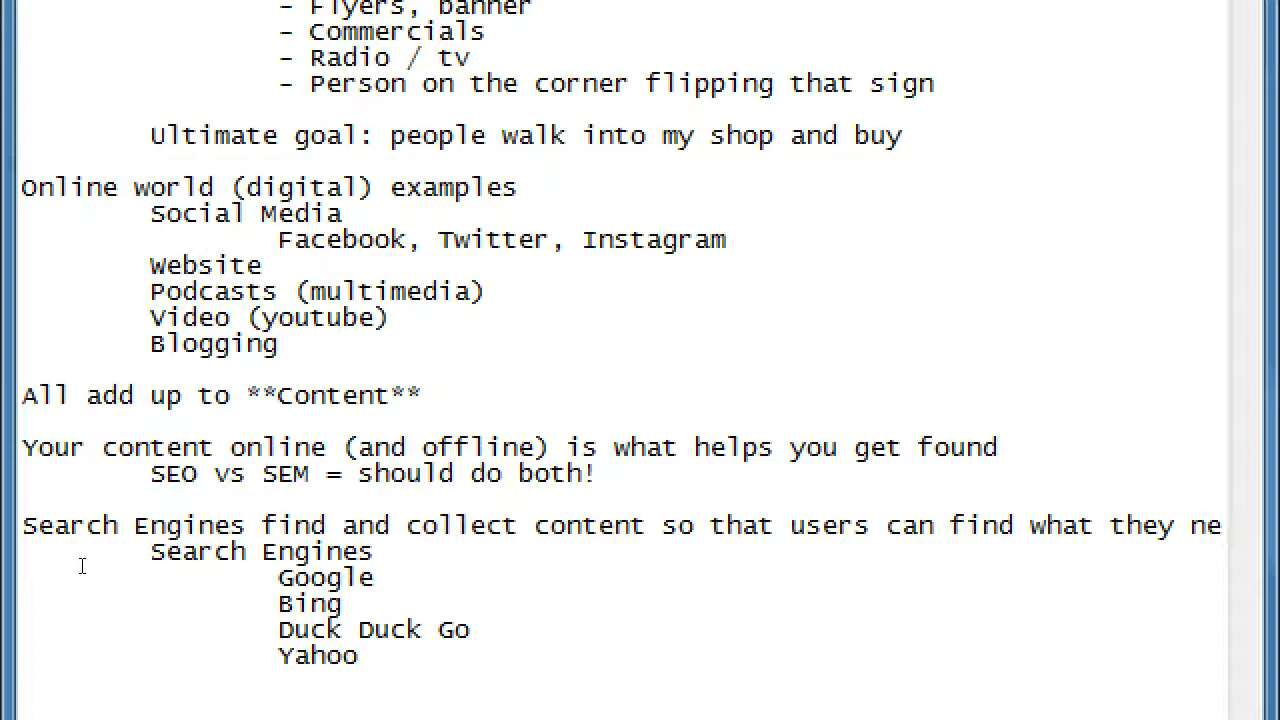 - Flyers, banner
- Commercials
- Radio / tv
- Person on the corner flipping that sign
Ultimate goal: people walk into my shop and buy
Online world (digital) examples
Social Media
Facebook, Twitter, Instagram
Website
Podcasts (multimedia)
Video (youtube)
Blogging
All add up to **Content**
Your content online (and offline) is what helps you get found
SEO vs SEM = should do both!
Search Engines find and collect content so that users can find what they ne
Search Engines
Google
Bing
Duck Duck Go
Yahoo